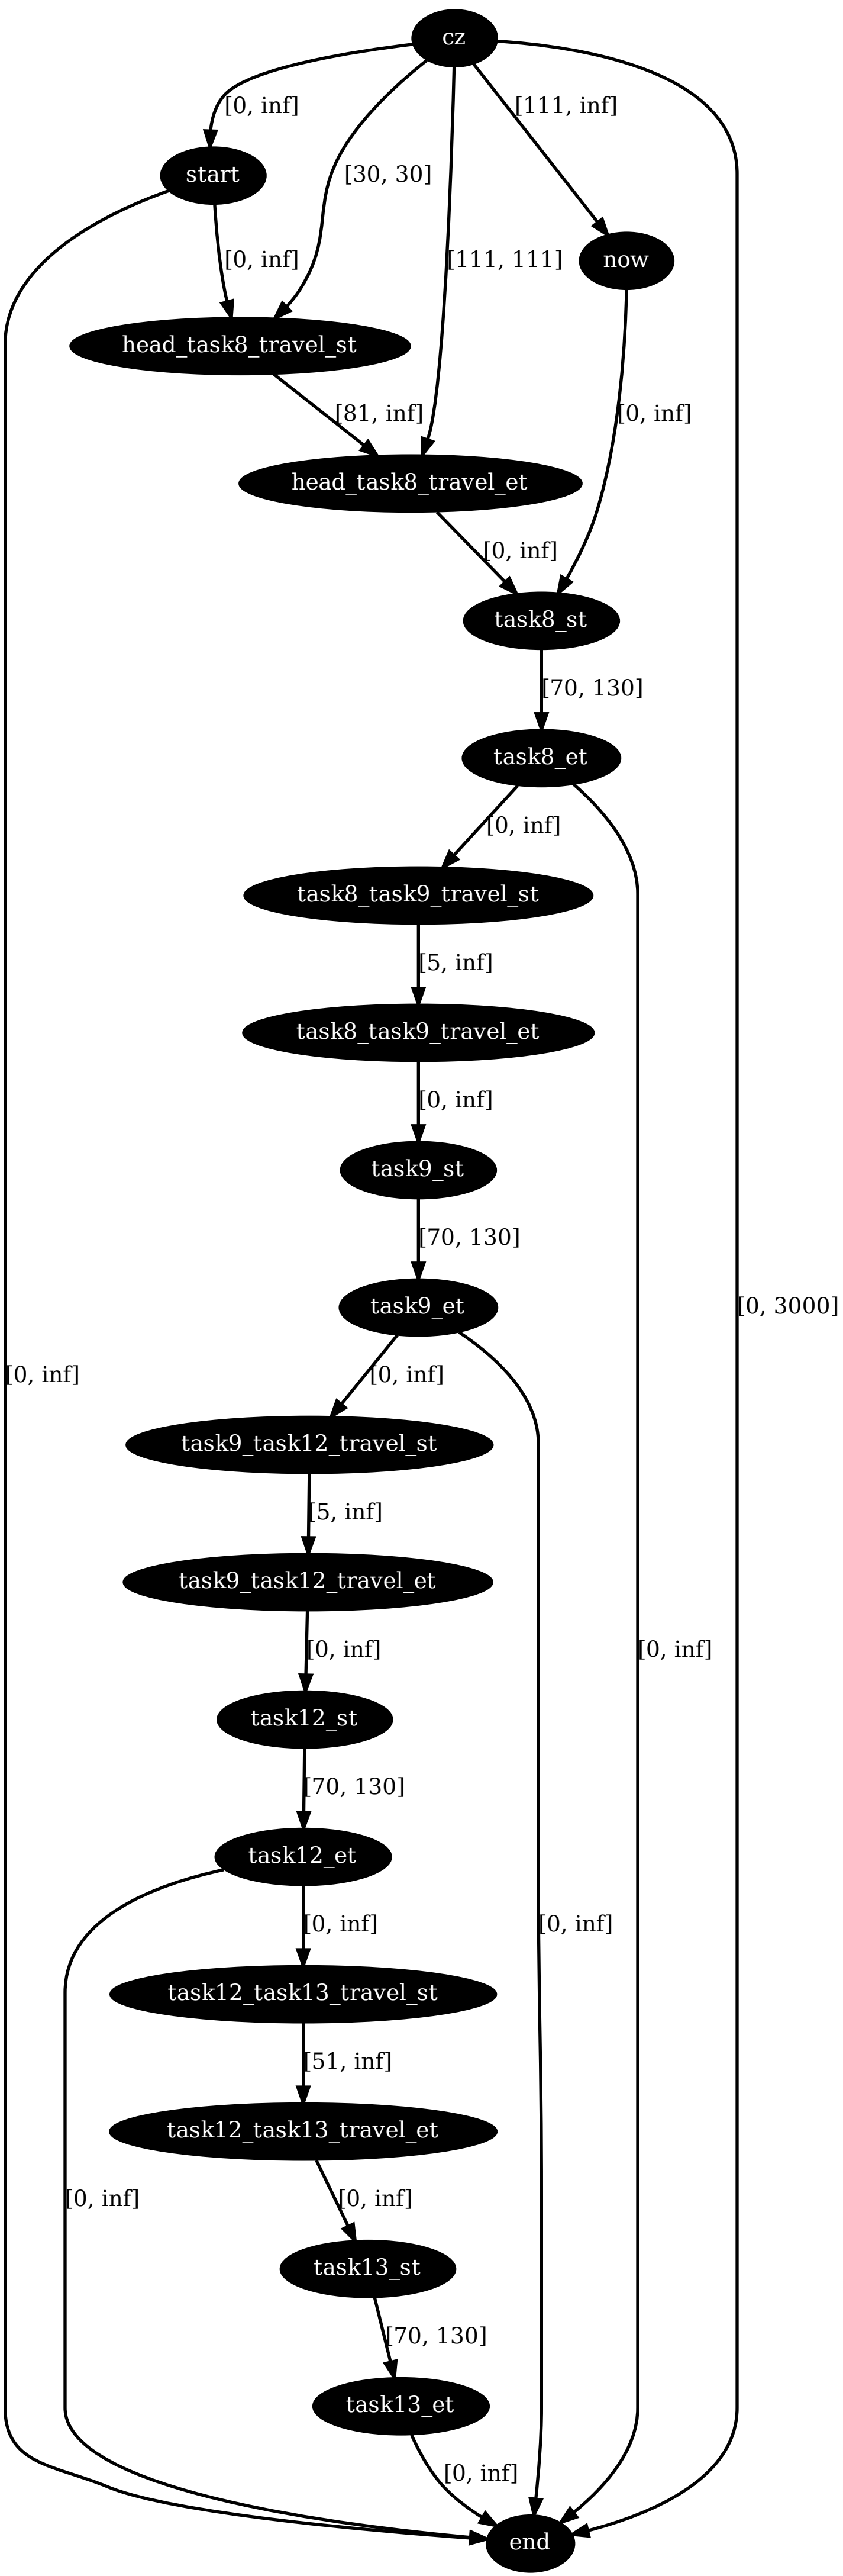 cz
[0, inf]
[30, 30]
[111, inf]
start
[0, inf]
[111, 111]
now
head_task8_travel_st
[81, inf]
[0, inf]
head_task8_travel_et
[0, inf]
task8_st
[70, 130]
task8_et
[0, inf]
task8_task9_travel_st
[5, inf]
task8_task9_travel_et
[0, inf]
task9_st
[70, 130]
task9_et
[0, 3000]
[0, inf]
[0, inf]
task9_task12_travel_st
[5, inf]
task9_task12_travel_et
[0, inf]
[0, inf]
task12_st
[70, 130]
task12_et
[0, inf]
[0, inf]
task12_task13_travel_st
[51, inf]
task12_task13_travel_et
[0, inf]
[0, inf]
task13_st
[70, 130]
task13_et
[0, inf]
end